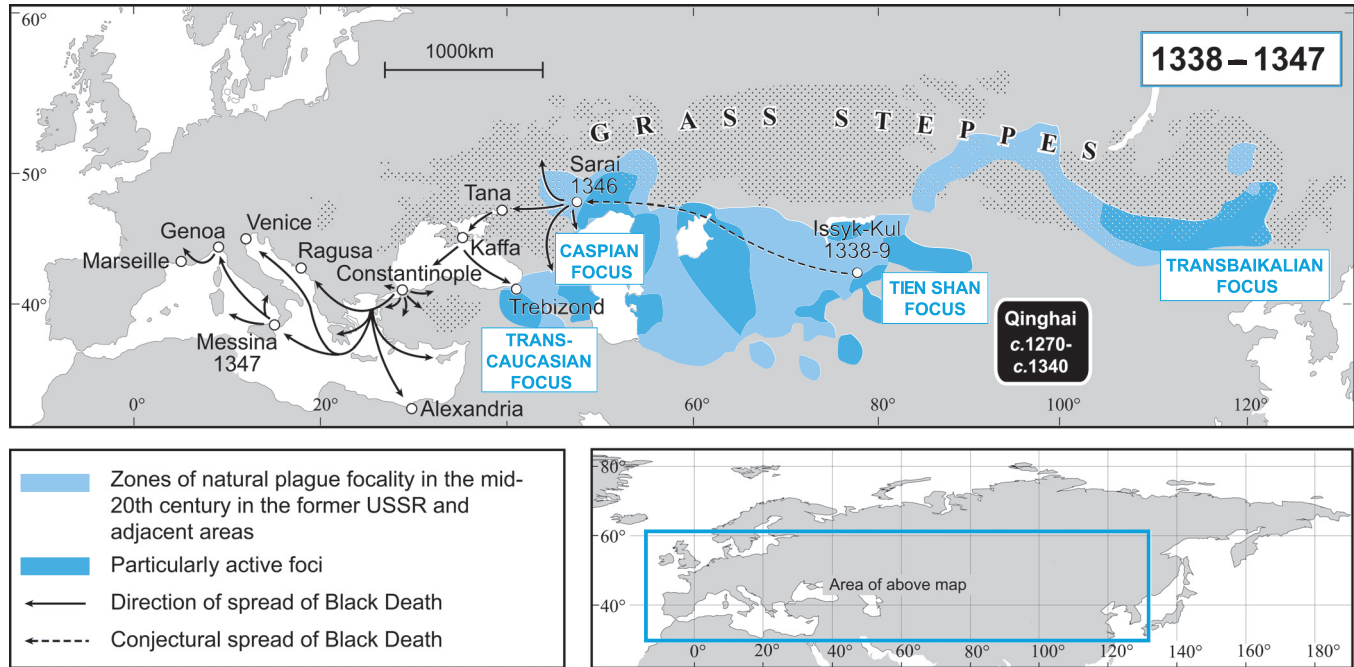 60°
1000km
1338 – 1347
GRASS STEPPES
50°
Sarai
1346
Tana
Venice
Genoa
Ragusa
Kaffa
Issyk-Kul
1338-9
Marseille
Constantinople
CASPIAN
FOCUS
TRANSBAIKALIAN
FOCUS
40°
Trebizond
TIEN SHAN
FOCUS
Messina
1347
TRANS-
CAUCASIAN
FOCUS
Qinghai
c.1270-
c.1340
Alexandria
0°
20°
40°
60°
80°
100°
120°
Zones of natural plague focality in the mid-
20th century in the former USSR and
adjacent areas
Particularly active foci
Direction of spread of Black Death
Conjectural spread of Black Death
80°
60°
40°
Area of above map
0°
20°
40°
60°
80°
100°
120°
140°
160°
180°